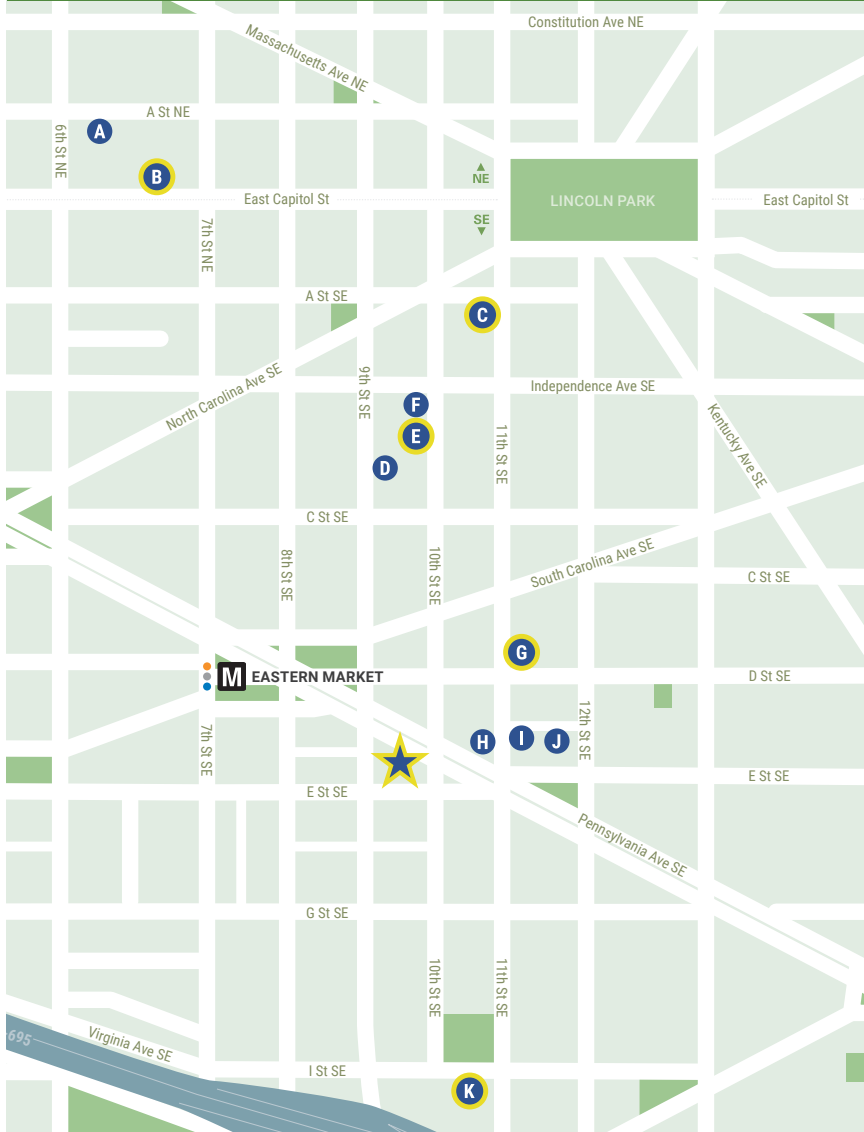 Constitution Ave NE
Massachusetts Ave NE
A St NE
6th St NE
A
B
NE
East Capitol St
LINCOLN PARK
East Capitol St
SE
7th St NE
A St SE
C
North Carolina Ave SE
9th St SE
Independence Ave SE
F
E
D
11th St SE
Kentucky Ave SE
C St SE
8th St SE
10th St SE
South Carolina Ave SE
C St SE
G
M EASTERN MARKET
D St SE
7th St SE
12th St SE
H
I
J
E St SE
E St SE
Pennsylvania Ave SE
G St SE
10th St SE
11th St SE
695
Virginia Ave SE
I St SE
K